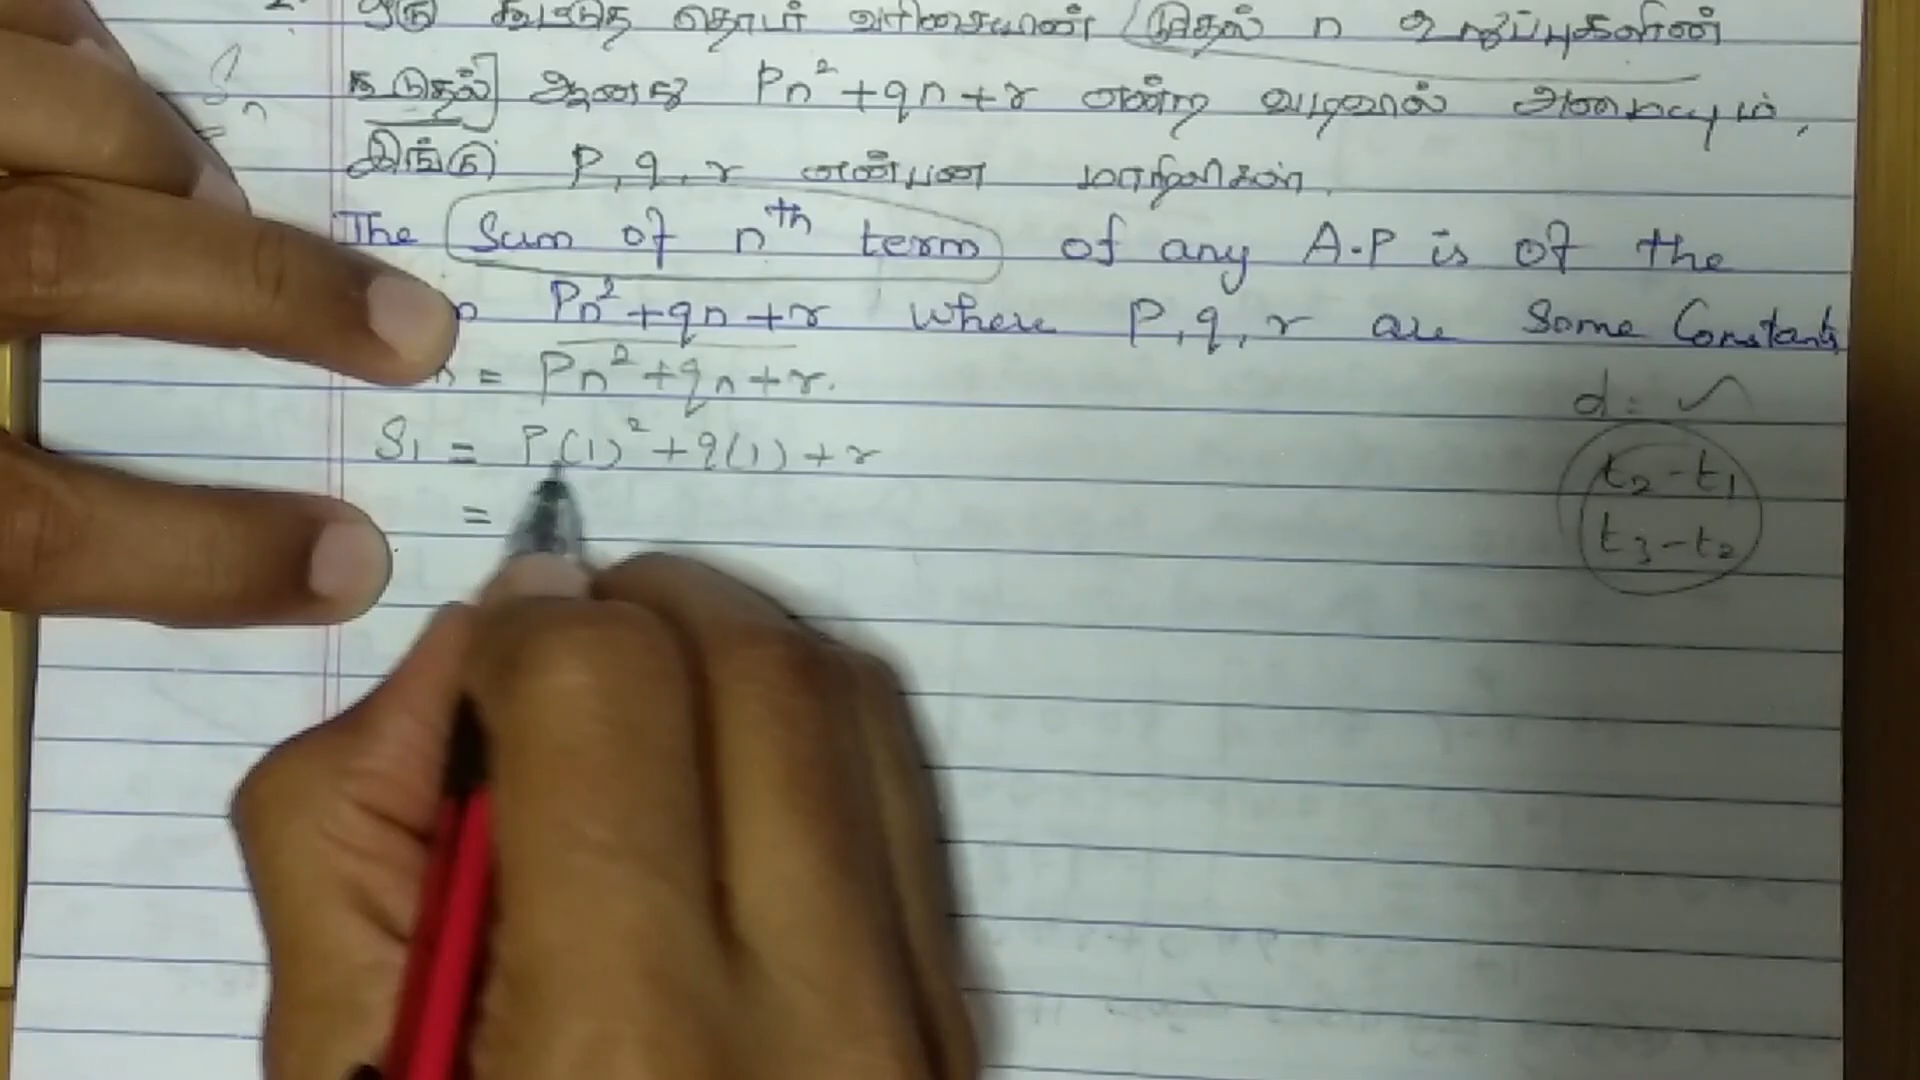 ஒரு கூட்டுத் தொடர் வரிசையின் முதல் n உறுப்புகளின்
Sn
கூடுதல் ஆனது Pn²+qn+r என்ற வடிவில் அமையும்,
இங்கு P, q, r என்பன மாறிலிகள்.
The Sum of nth term of any A.P is of the
Pn²+qn+r where P, q, r are Some Constants
= Pn²+qn+r.
d =
S1 = P(1)²+q(1)+r
t2-t1
=
t3-t2